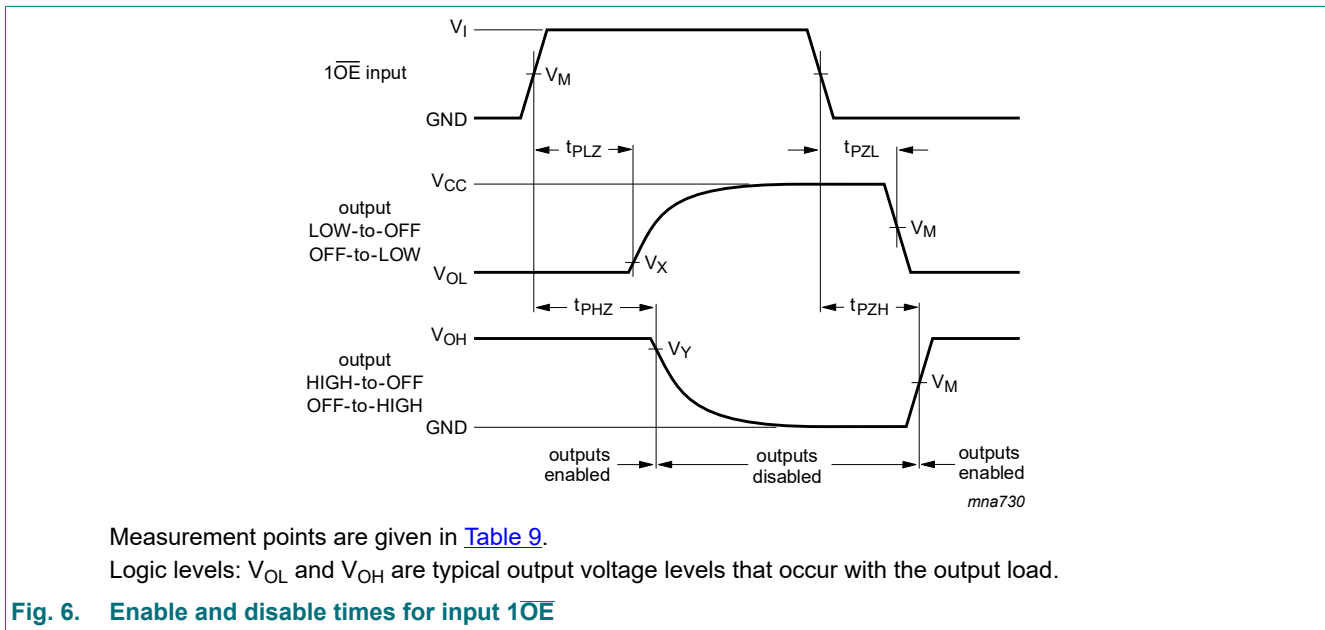 V_I
1O̅E̅ input
V_M
GND
t_PLZ
t_PZL
V_CC
output
LOW-to-OFF
OFF-to-LOW
V_M
V_X
V_OL
t_PHZ
t_PZH
V_OH
output
HIGH-to-OFF
OFF-to-HIGH
V_Y
V_M
GND
outputs
enabled
outputs
disabled
outputs
enabled
mna730
Measurement points are given in Table 9.
Logic levels: V_OL and V_OH are typical output voltage levels that occur with the output load.
Fig. 6. Enable and disable times for input 1O̅E̅